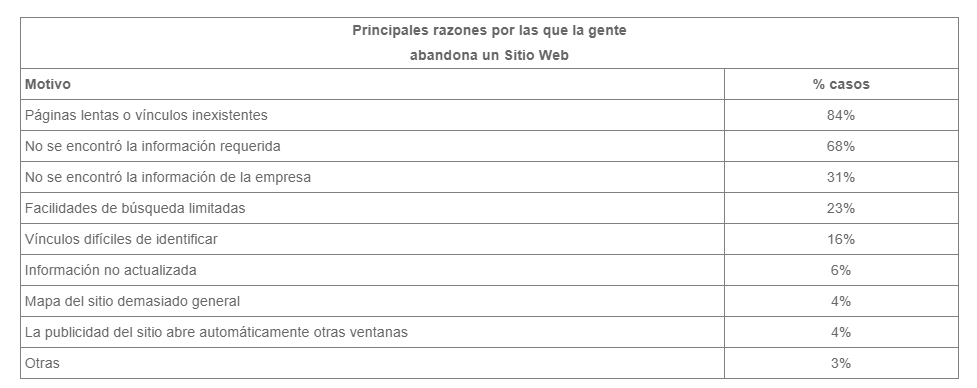 Principales razones por las que la gente
abandona un Sitio Web
Motivo % casos
Páginas lentas o vínculos inexistentes 84%
No se encontró la información requerida 68%
No se encontró la información de la empresa 31%
Facilidades de búsqueda limitadas 23%
Vínculos difíciles de identificar 16%
Información no actualizada 6%
Mapa del sitio demasiado general 4%
La publicidad del sitio abre automáticamente otras ventanas 4%
Otras 3%